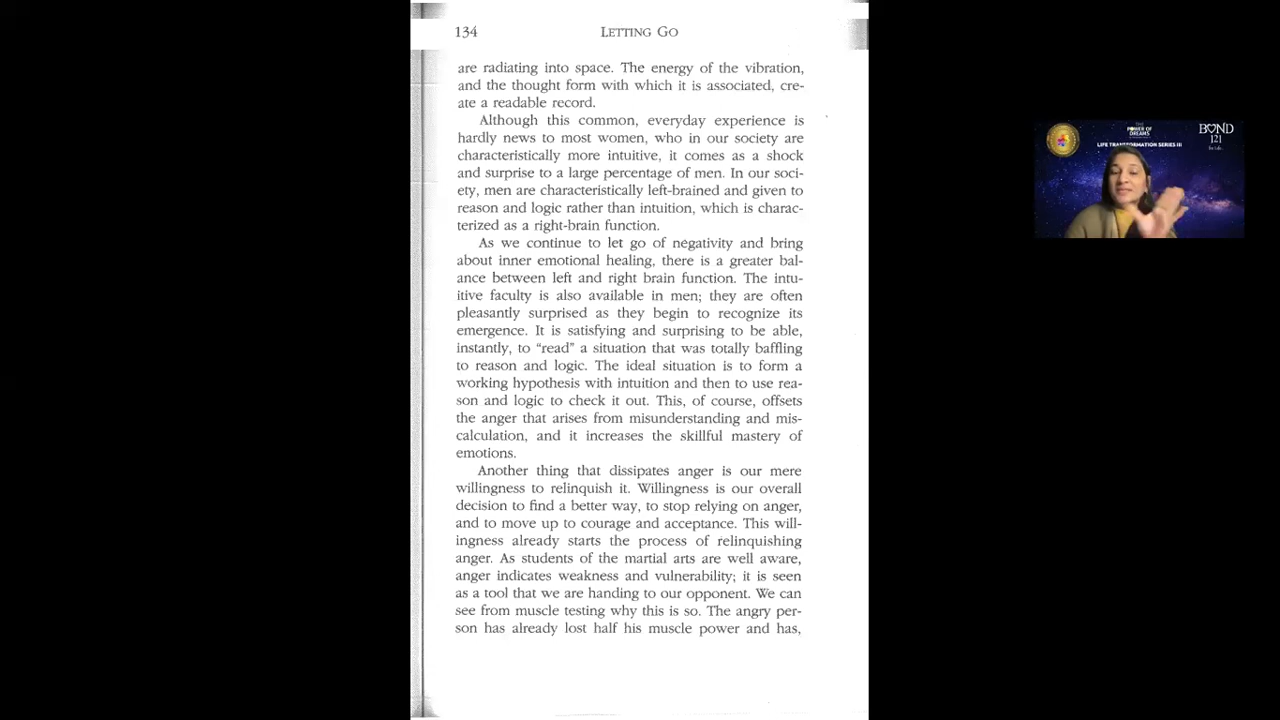 134
LETTING GO
are radiating into space. The energy of the vibration,
and the thought form with which it is associated, cre-
ate a readable record.
Although this common, everyday experience is
hardly news to most women, who in our society are
characteristically more intuitive, it comes as a shock
and surprise to a large percentage of men. In our soci-
ety, men are characteristically left-brained and given to
reason and logic rather than intuition, which is charac-
terized as a right-brain function.
As we continue to let go of negativity and bring
about inner emotional healing, there is a greater bal-
ance between left and right brain function. The intu-
itive faculty is also available in men; they are often
pleasantly surprised as they begin to recognize its
emergence. It is satisfying and surprising to be able,
instantly, to “read” a situation that was totally baffling
to reason and logic. The ideal situation is to form a
working hypothesis with intuition and then to use rea-
son and logic to check it out. This, of course, offsets
the anger that arises from misunderstanding and mis-
calculation, and it increases the skillful mastery of
emotions.
Another thing that dissipates anger is our mere
willingness to relinquish it. Willingness is our overall
decision to find a better way, to stop relying on anger,
and to move up to courage and acceptance. This will-
ingness already starts the process of relinquishing
anger. As students of the martial arts are well aware,
anger indicates weakness and vulnerability; it is seen
as a tool that we are handing to our opponent. We can
see from muscle testing why this is so. The angry per-
son has already lost half his muscle power and has,
THE
POWER OF
DREAMS
BOND
121
LIFE TRANSFORMATION SERIES III